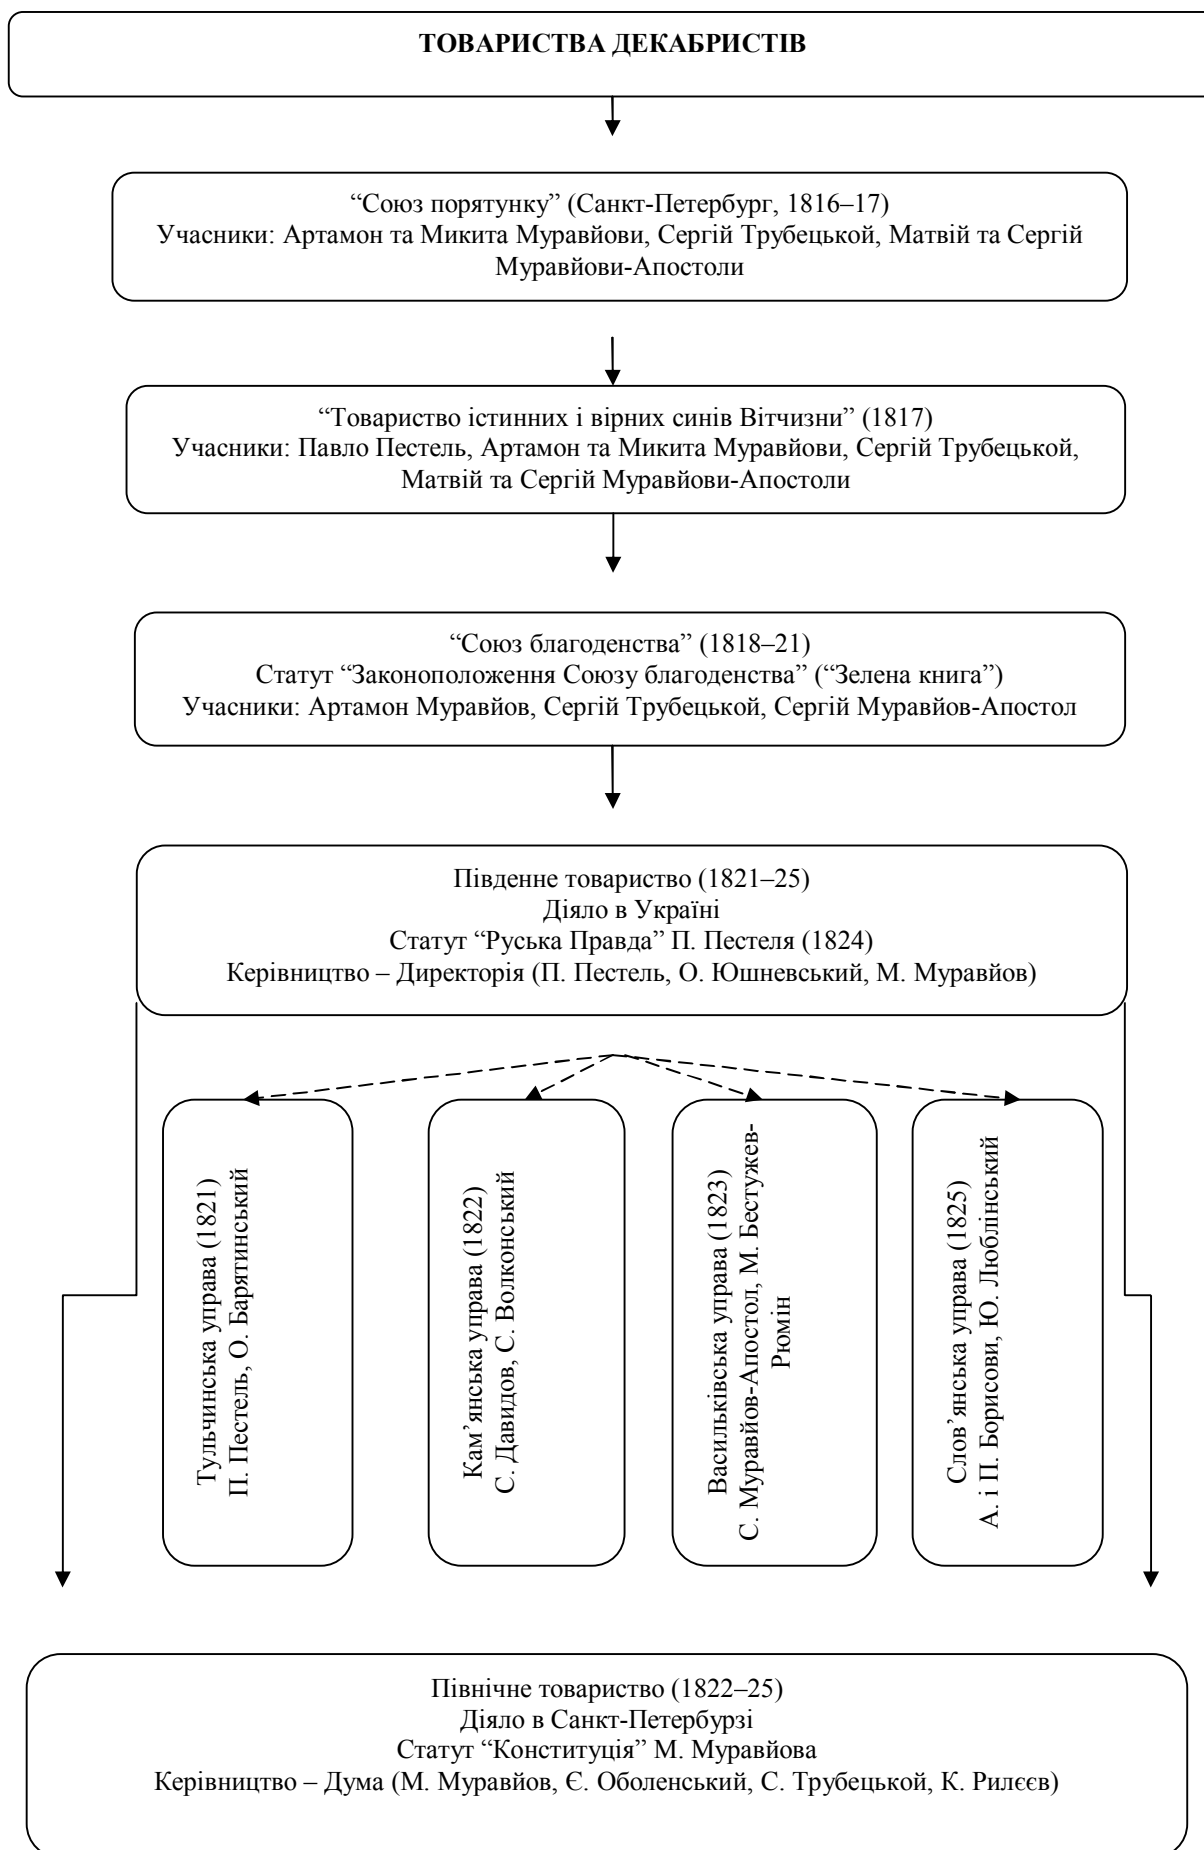 ТОВАРИСТВА ДЕКАБРИСТІВ
“Союз порятунку” (Санкт-Петербург, 1816–17)
Учасники: Артамон та Микита Муравйови, Сергій Трубецькой, Матвій та Сергій
Муравйови-Апостоли
“Товариство істинних і вірних синів Вітчизни” (1817)
Учасники: Павло Пестель, Артамон та Микита Муравйови, Сергій Трубецькой,
Матвій та Сергій Муравйови-Апостоли
“Союз благоденства” (1818–21)
Статут “Законоположення Союзу благоденства” (“Зелена книга”)
Учасники: Артамон Муравйов, Сергій Трубецькой, Сергій Муравйов-Апостол
Південне товариство (1821–25)
Діяло в Україні
Статут “Руська Правда” П. Пестеля (1824)
Керівництво – Директорія (П. Пестель, О. Юшневський, М. Муравйов)
Тульчинська управа (1821)
П. Пестель, О. Барятинський
Кам’янська управа (1822)
С. Давидов, С. Волконський
Васильківська управа (1823)
С. Муравйов-Апостол, М. Бестужев-
Рюмін
Слов’янська управа (1825)
А. і П. Борисови, Ю. Люблінський
Північне товариство (1822–25)
Діяло в Санкт-Петербурзі
Статут “Конституція” М. Муравйова
Керівництво – Дума (М. Муравйов, Є. Оболенський, С. Трубецькой, К. Рилєєв)